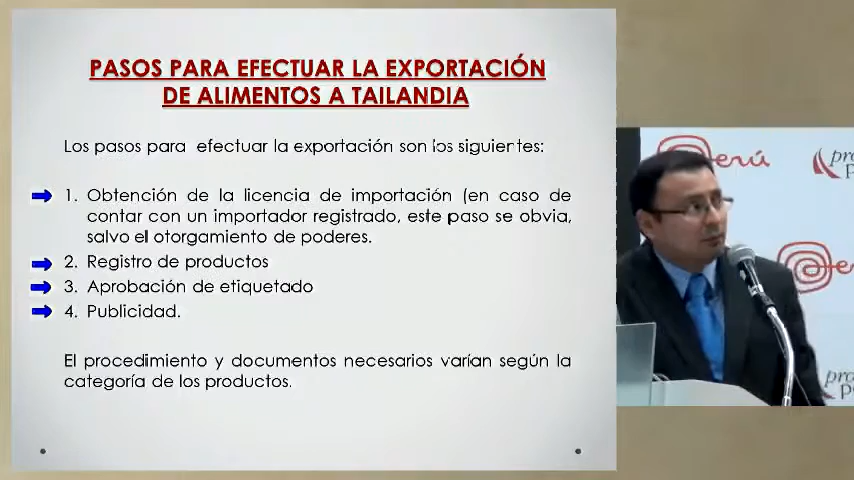 PASOS PARA EFECTUAR LA EXPORTACIÓN
DE ALIMENTOS A TAILANDIA
Los pasos para efectuar la exportación son los siguientes:
1. Obtención de la licencia de importación (en caso de
contar con un importador registrado, este paso se obvia,
salvo el otorgamiento de poderes.
2. Registro de productos
3. Aprobación de etiquetado
4. Publicidad.
El procedimiento y documentos necesarios varían según la
categoría de los productos.
Perú